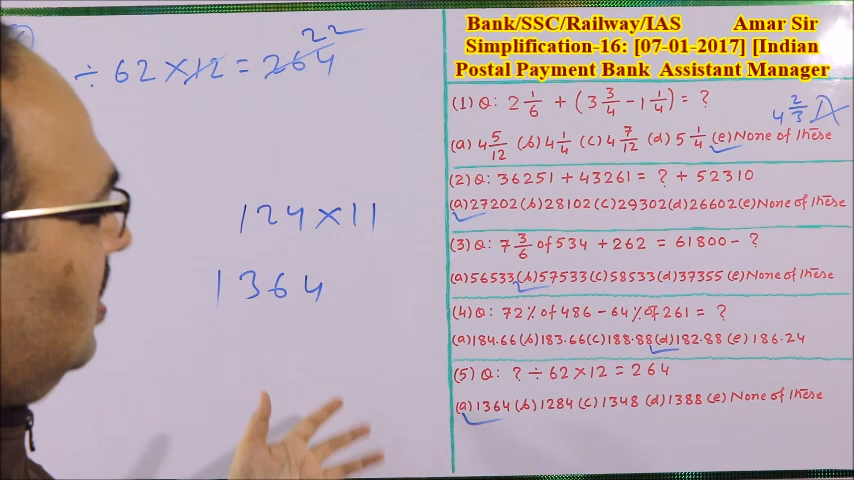 22
÷ 62 × 12 = 264
124 × 11
1364
Bank/SSC/Railway/IAS Amar Sir
Simplification-16: [07-01-2017] [Indian
Postal Payment Bank Assistant Manager
(1) Q: 2 1/6 + (3 3/4 - 1 1/4) = ?
4 2/3
(a) 4 5/12 (b) 4 1/4 (c) 4 7/12 (d) 5 1/4 (e) None of these
(2) Q: 36251 + 43261 = ? + 52310
(a) 27202 (b) 28102 (c) 29302 (d) 26602 (e) None of these
(3) Q: 7 3/6 of 534 + 262 = 61800 - ?
(a) 56533 (b) 57533 (c) 58533 (d) 37355 (e) None of these
(4) Q: 72% of 486 - 64% of 261 = ?
(a) 184.66 (b) 183.66 (c) 188.88 (d) 182.88 (e) 186.24
(5) Q: ? ÷ 62 × 12 = 264
(a) 1364 (b) 1284 (c) 1348 (d) 1388 (e) None of these